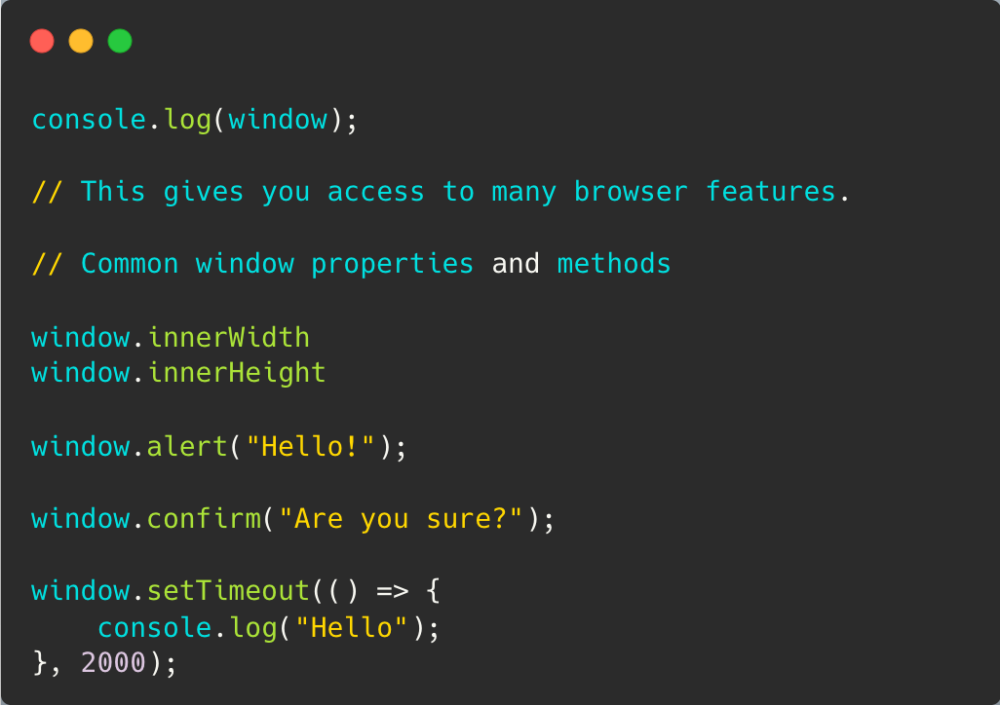 console.log(window);
// This gives you access to many browser features.
// Common window properties and methods
window.innerWidth
window.innerHeight
window.alert("Hello!");
window.confirm("Are you sure?");
window.setTimeout(() => {
    console.log("Hello");
}, 2000);